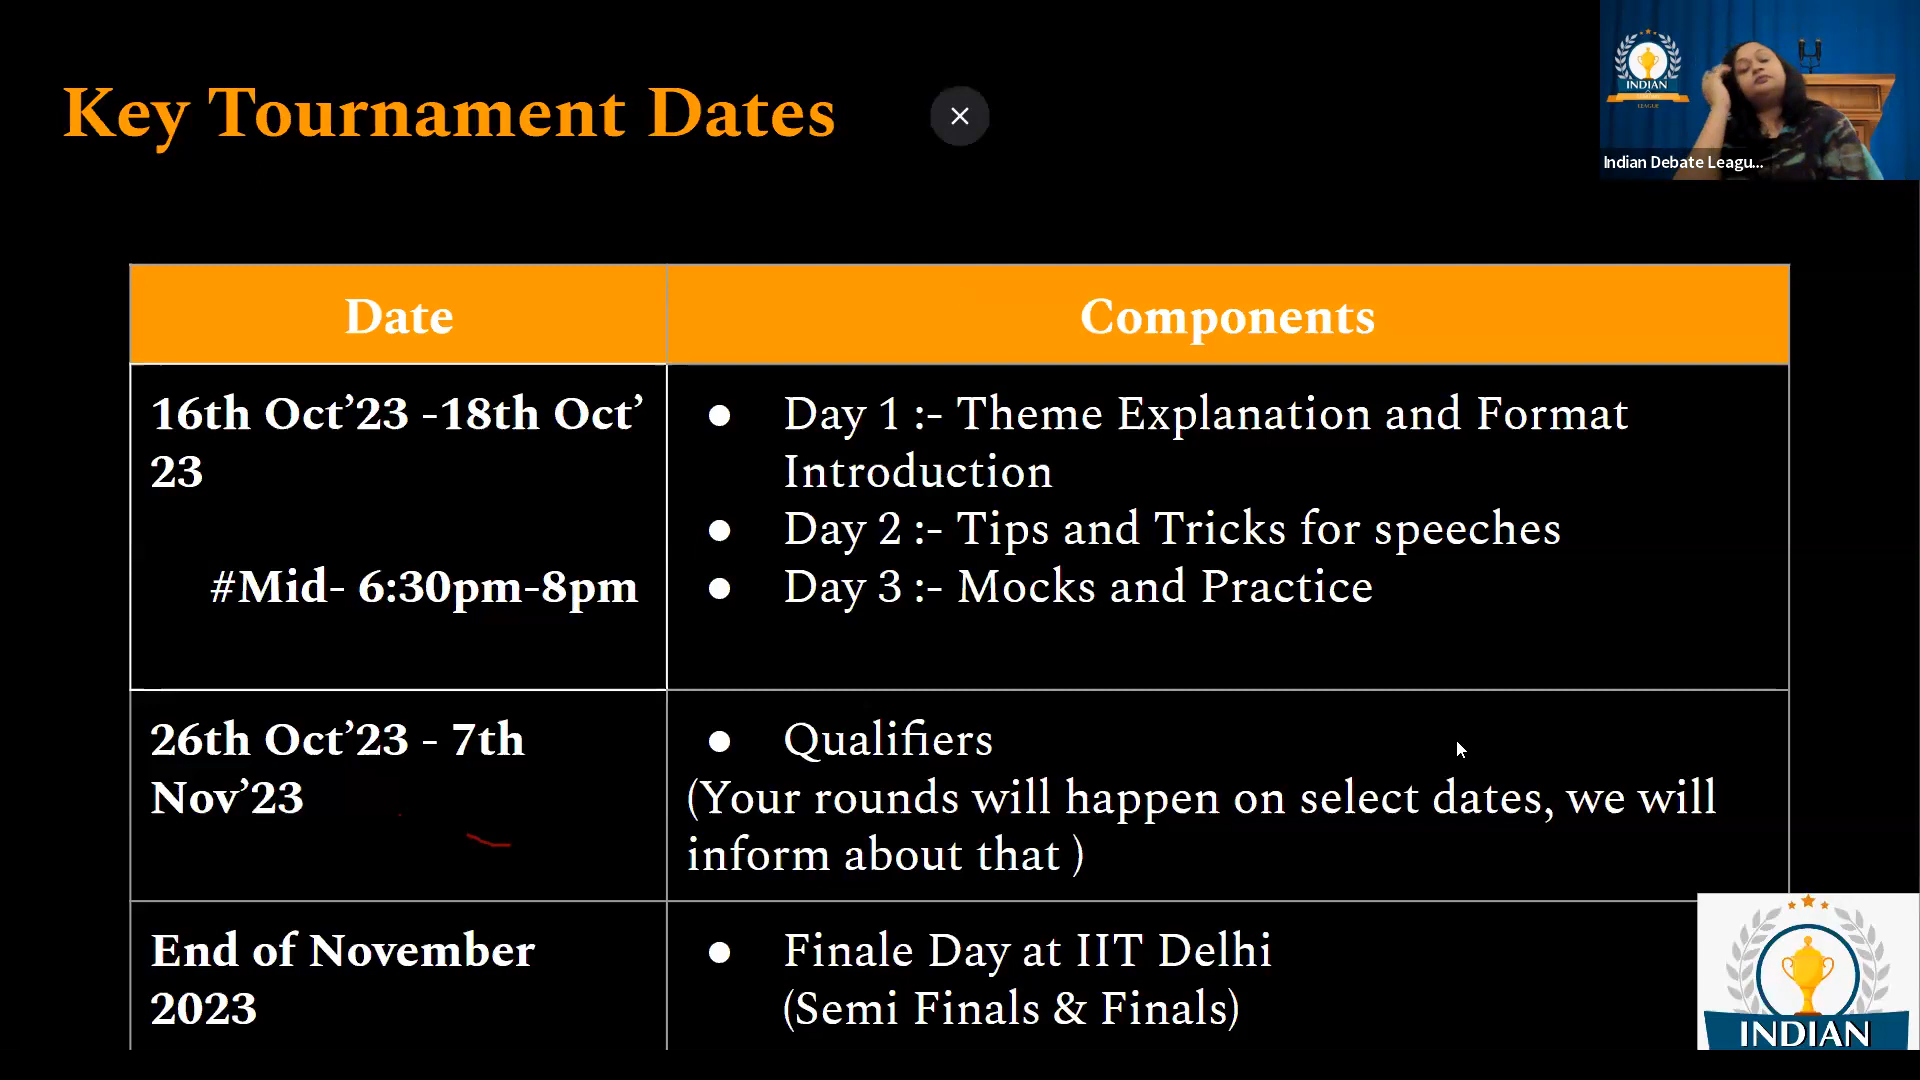 Key Tournament Dates
INDIAN
LEAGUE
Indian Debate Leagu...
Date
Components
16th Oct’23 -18th Oct’
23
#Mid- 6:30pm-8pm
● Day 1 :- Theme Explanation and Format
Introduction
● Day 2 :- Tips and Tricks for speeches
● Day 3 :- Mocks and Practice
26th Oct’23 - 7th
Nov’23
● Qualifiers
(Your rounds will happen on select dates, we will
inform about that )
End of November
2023
● Finale Day at IIT Delhi
(Semi Finals & Finals)
INDIAN